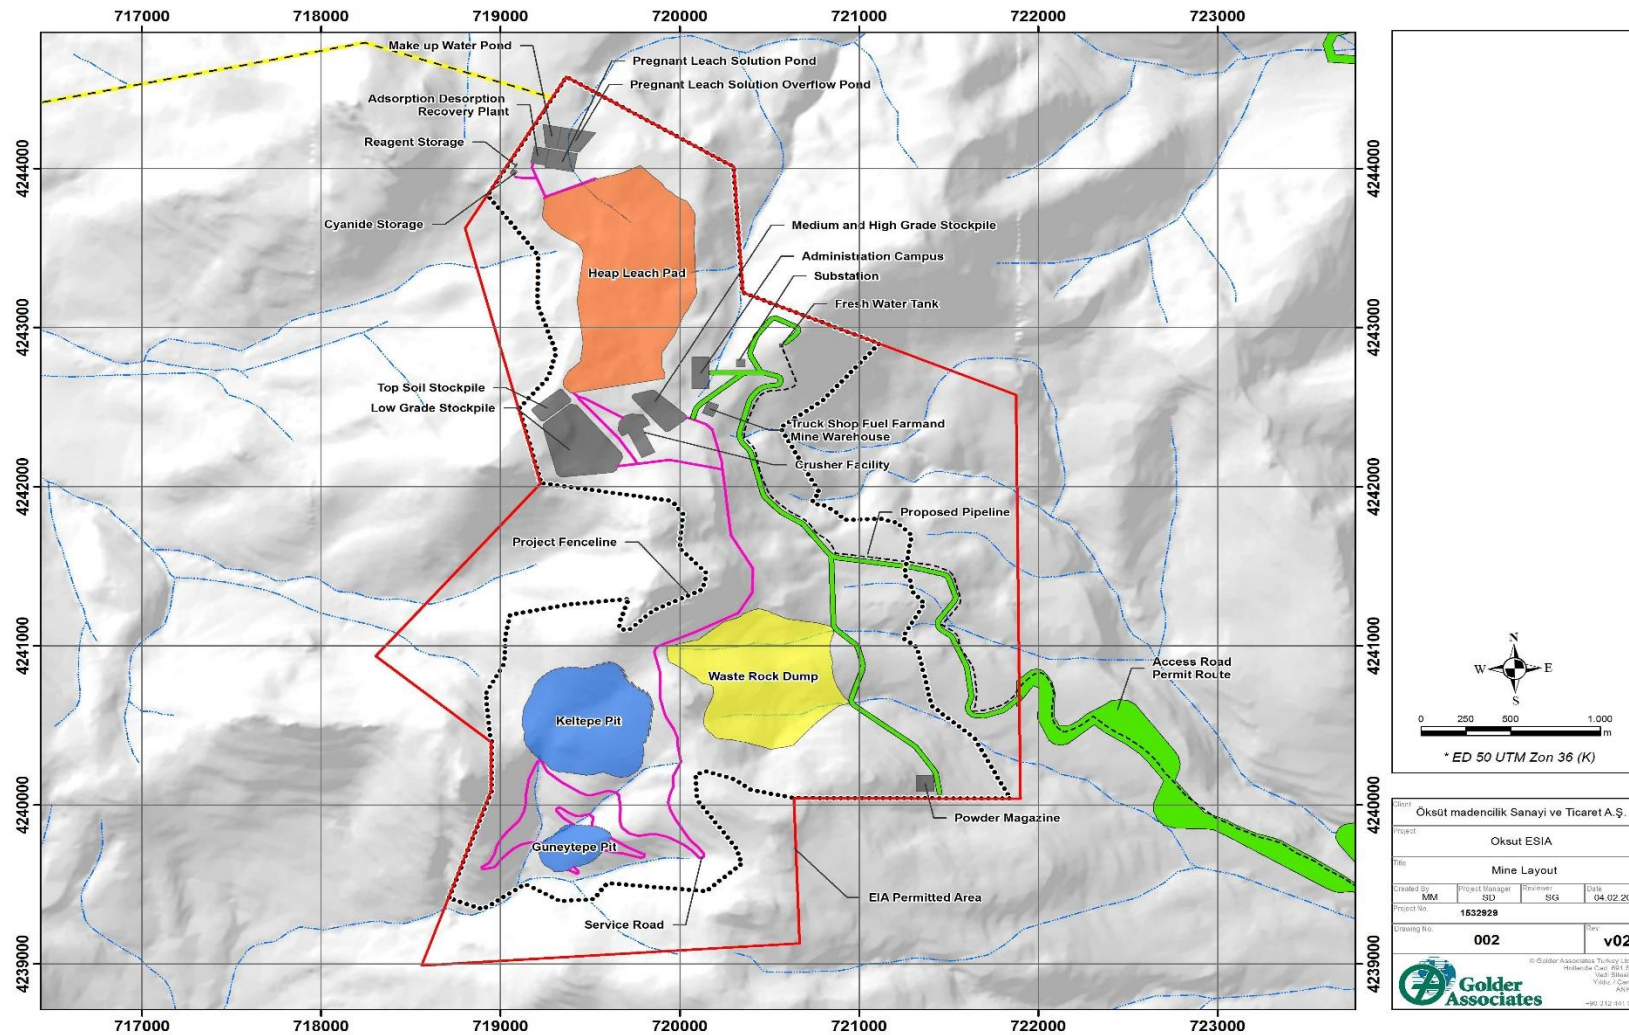 717000
718000
719000
720000
721000
722000
723000
Make up Water Pond
Pregnant Leach Solution Pond
Pregnant Leach Solution Overflow Pond
Adsorption Desorption
Recovery Plant
Reagent Storage
4244000
4244000
Cyanide Storage
Medium and High Grade Stockpile
Administration Campus
Heap Leach Pad
Substation
Fresh Water Tank
4243000
4243000
Top Soil Stockpile
Low Grade Stockpile
Truck Shop Fuel Farmand
Mine Warehouse
Crusher Facility
4242000
4242000
Proposed Pipeline
Project Fenceline
4241000
4241000
Access Road
Permit Route
Waste Rock Dump
Keltepe Pit
4240000
4240000
Powder Magazine
Guneytepe Pit
EIA Permitted Area
Service Road
4239000
4239000
717000
718000
719000
720000
721000
722000
723000
N
W
E
S
0
250
500
1.000
m
* ED 50 UTM Zon 36 (K)
Client
Öksüt madencilik Sanayi ve Ticaret A.Ş.
Project
Oksut ESIA
Title
Mine Layout
Created By
MM
Project Manager
SD
Reviewer
SG
Date
04.02.20
Project No.
1532929
Drawing No.
002
Rev
v02
Golder
Associates
© Golder Associates Turkey Ltd